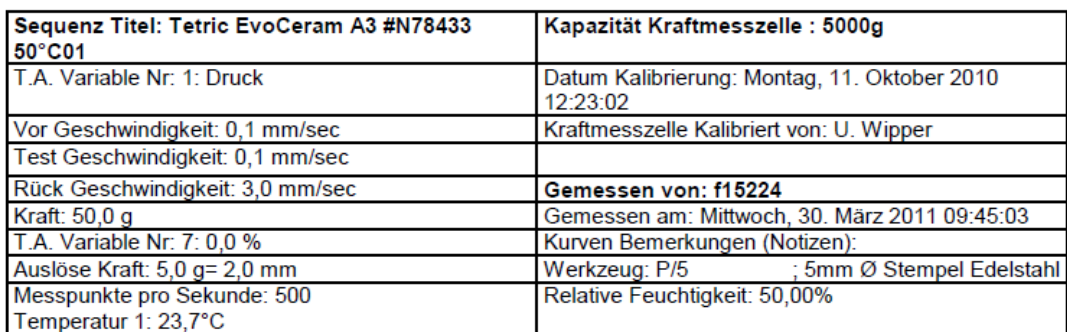 Sequenz Titel: Tetric EvoCeram A3 #N78433
50°C01
Kapazität Kraftmesszelle : 5000g
T.A. Variable Nr: 1: Druck
Datum Kalibrierung: Montag, 11. Oktober 2010
12:23:02
Vor Geschwindigkeit: 0,1 mm/sec
Kraftmesszelle Kalibriert von: U. Wipper
Test Geschwindigkeit: 0,1 mm/sec
Rück Geschwindigkeit: 3,0 mm/sec
Gemessen von: f15224
Kraft: 50,0 g
Gemessen am: Mittwoch, 30. März 2011 09:45:03
T.A. Variable Nr: 7: 0,0 %
Kurven Bemerkungen (Notizen):
Auslöse Kraft: 5,0 g= 2,0 mm
Werkzeug: P/5 ; 5mm Ø Stempel Edelstahl
Messpunkte pro Sekunde: 500
Temperatur 1: 23,7°C
Relative Feuchtigkeit: 50,00%